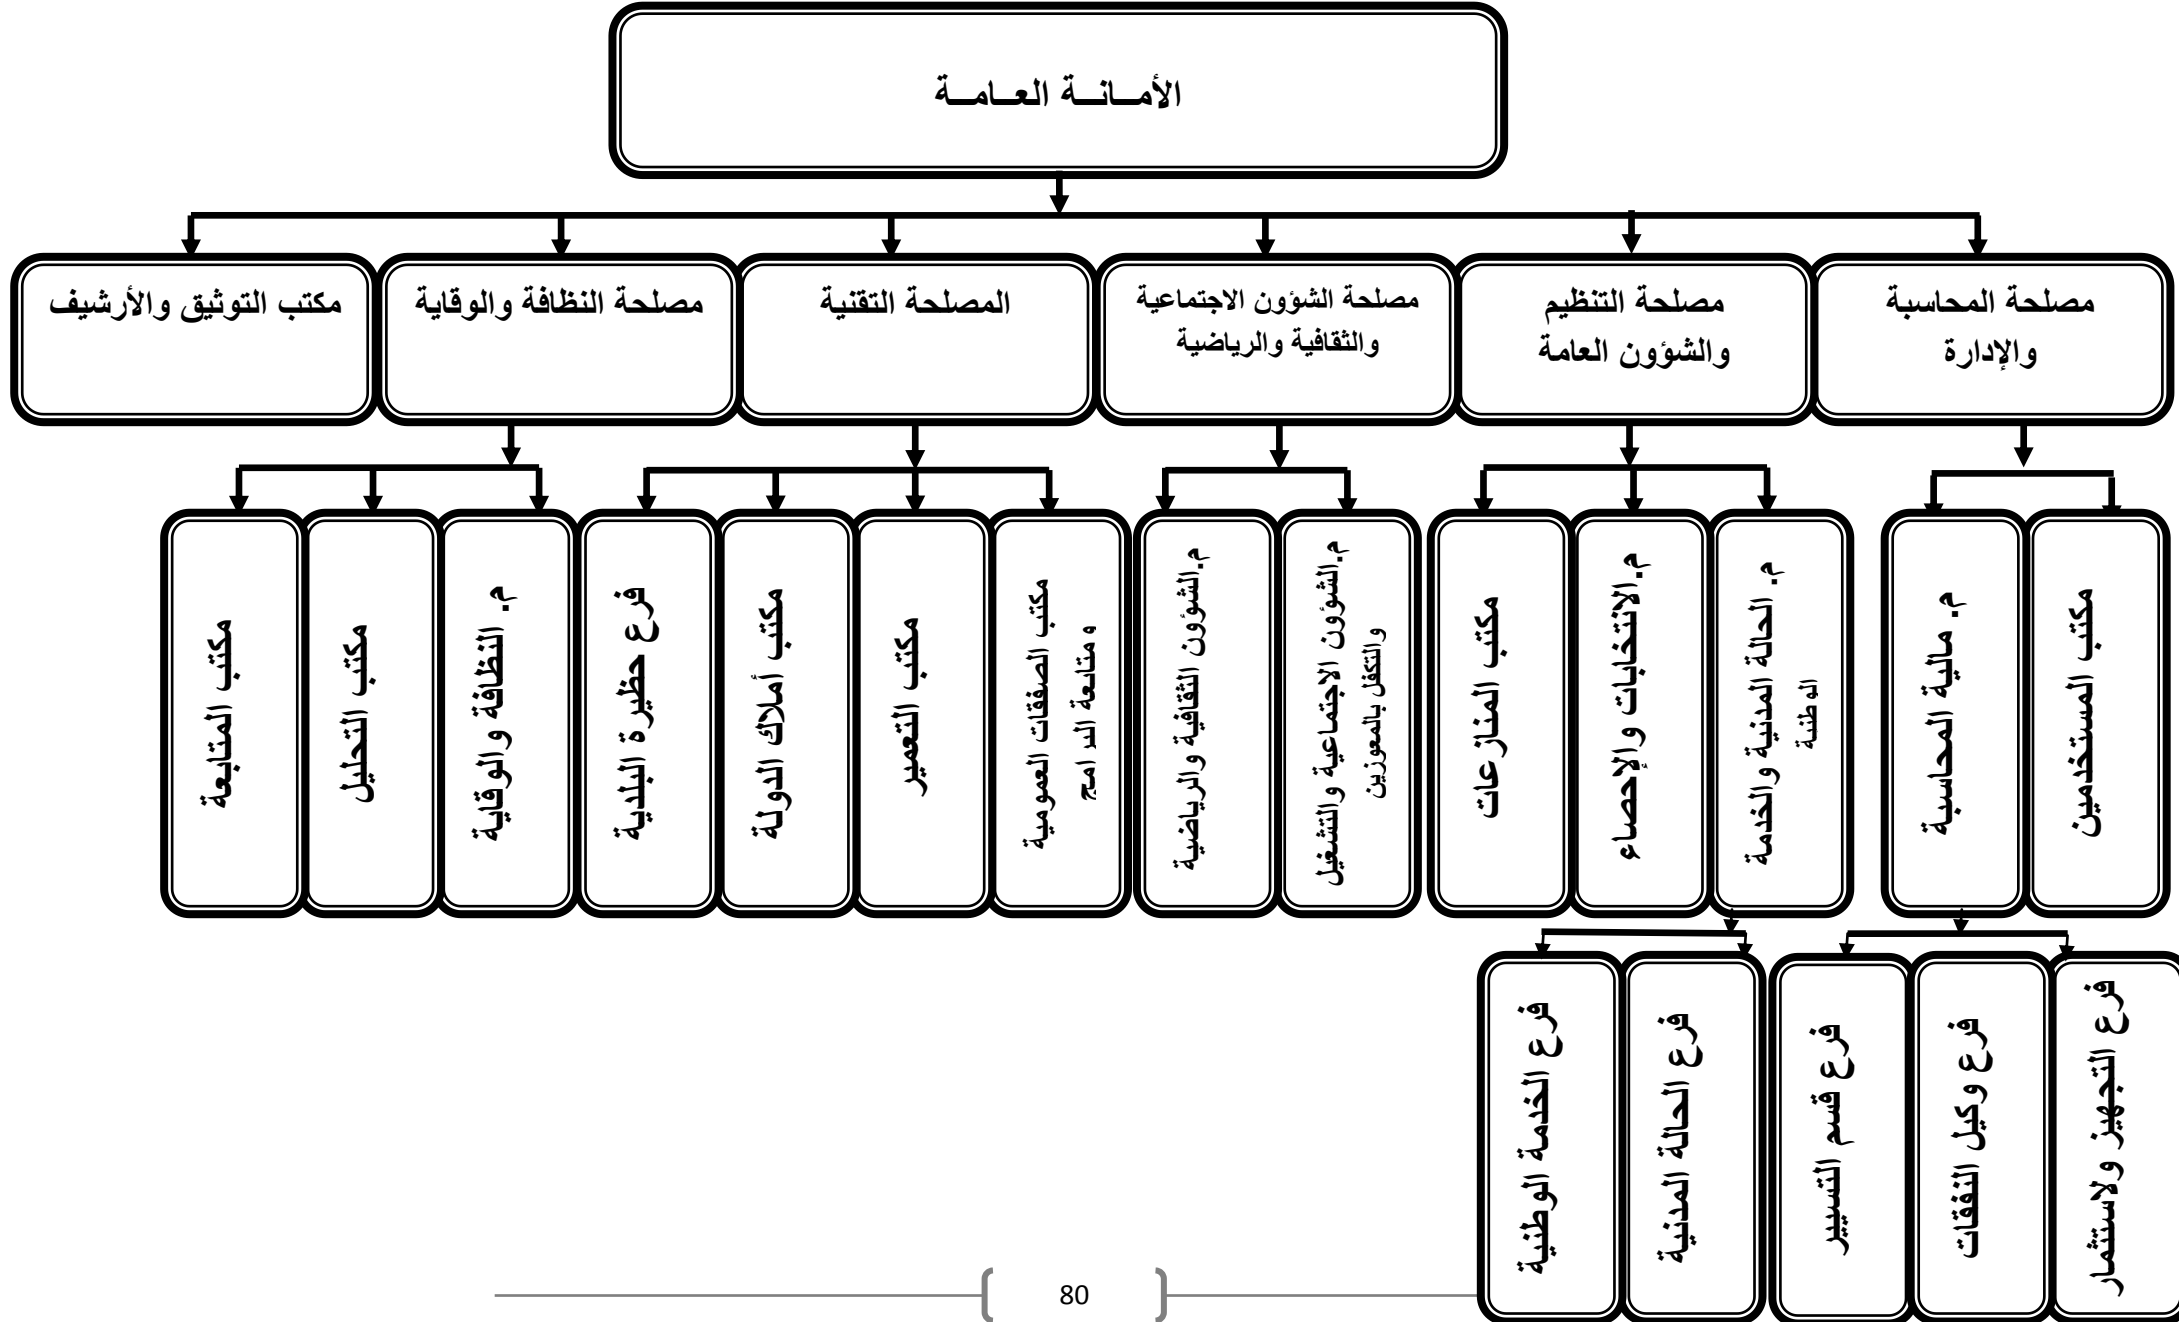 الأمــانــة العــامــة
مصلحة المحاسبة
والإدارة
مصلحة التنظيم
والشؤون العامة
مصلحة الشؤون الاجتماعية
والثقافية والرياضية
المصلحة التقنية
مصلحة النظافة والوقاية
مكتب التوثيق والأرشيف
مكتب المستخدمين
م. مالية المحاسبة
م. الحالة المدنية والخدمة
الوطنية
م.الانتخابات والإحصاء
مكتب المنازعات
م.الشؤون الاجتماعية والتشغيل
والتكفل بالمعوزين
م.الشؤون الثقافية والرياضية
مكتب الصفقات العمومية
و متابعة البرامج
مكتب التعمير
مكتب أملاك الدولة
فرع حظيرة البلدية
م. النظافة والوقاية
مكتب التحليل
مكتب المتابعة
فرع التجهيز ولاستثمار
فرع وكيل النفقات
فرع قسم التسيير
فرع الحالة المدنية
فرع الخدمة الوطنية
80